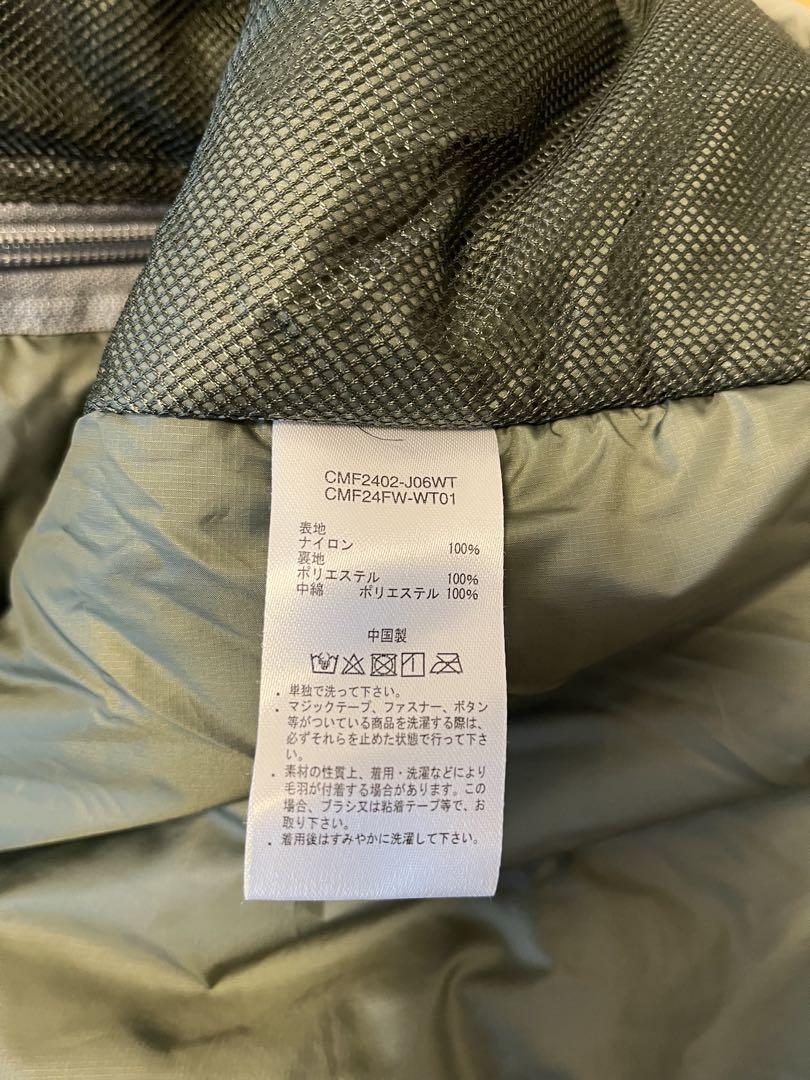 CMF2402-J06WT
CMF24FW-WT01
表地
ナイロン 100%
裏地
ポリエステル 100%
中綿 ポリエステル 100%
中国製
・単独で洗って下さい。
・マジックテープ、ファスナー、ボタン
等がついている商品を洗濯する際は、
必ずそれらを止めた状態で行って下さ
い。
・素材の性質上、着用・洗濯などにより
毛羽が付着する場合があります。この
場合、ブラシ又は粘着テープ等で、お
取り下さい。
・着用後はすみやかに洗濯して下さい。